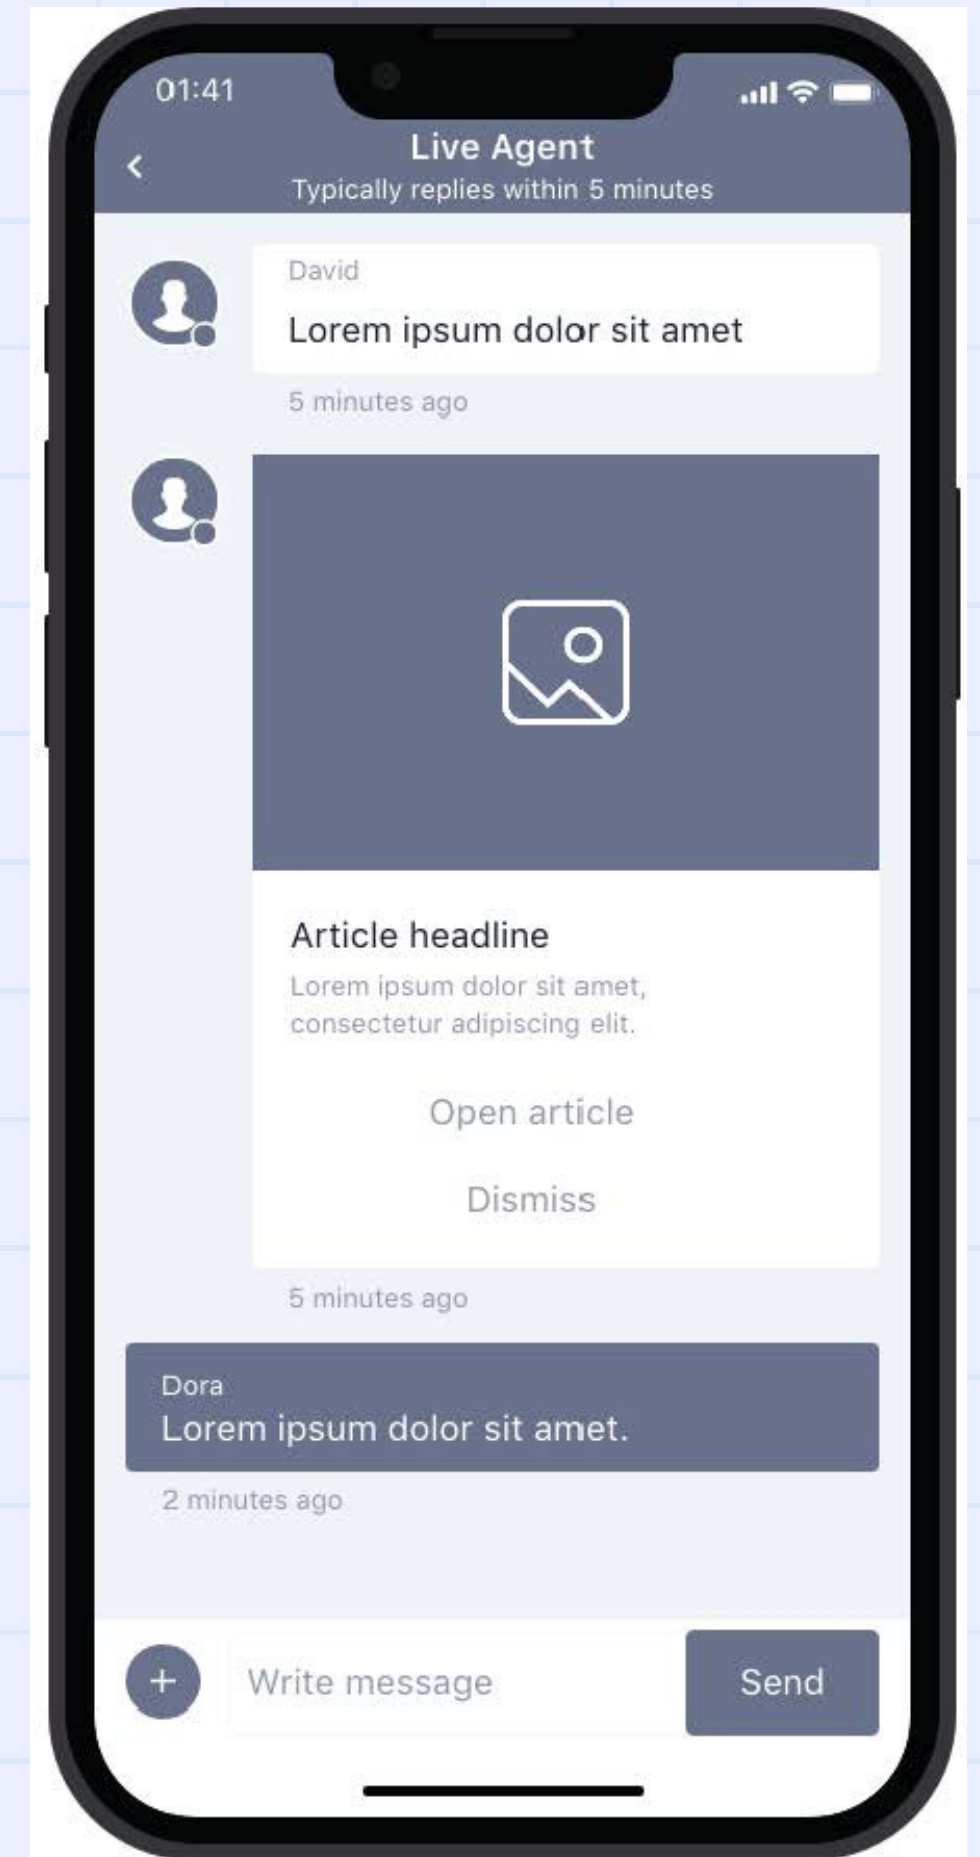 01:41
Live Agent
Typically replies within 5 minutes
David
Lorem ipsum dolor sit amet
5 minutes ago
Article headline
Lorem ipsum dolor sit amet,
consectetur adipiscing elit.
Open article
Dismiss
5 minutes ago
Dora
Lorem ipsum dolor sit amet.
2 minutes ago
Write message
Send